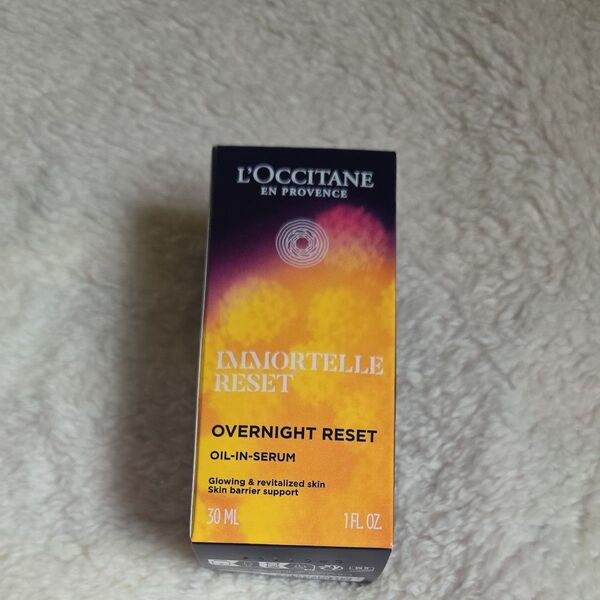 L'OCCITANE
EN PROVENCE
IMMORTELLE
RESET
OVERNIGHT RESET
OIL-IN-SERUM
Glowing & revitalized skin
Skin barrier support
30 ML 1 FL. OZ.